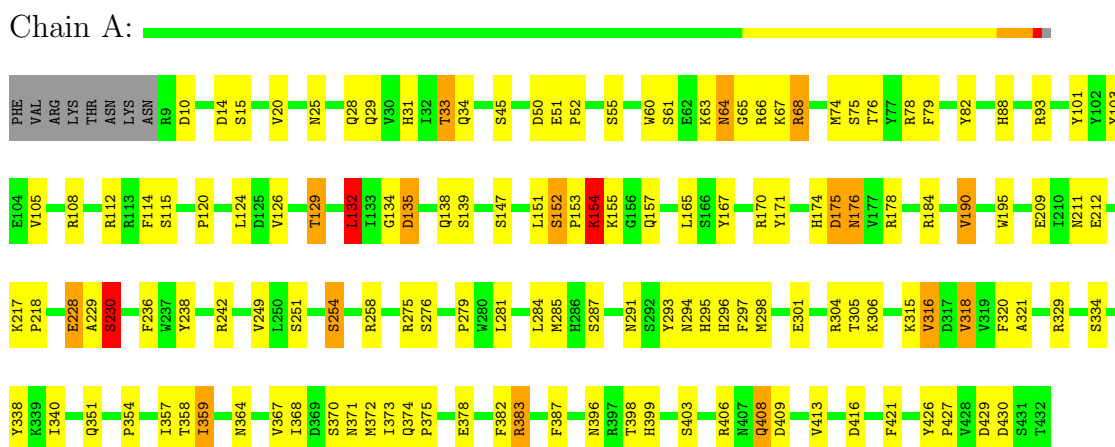 Chain A:
PHE VAL ARG LYS THR ASN LYS ASN R9 D10 D14 S15 V20 N25 Q28 Q29 V30 H31 I32 T33 Q34 S45 D50 E51 P52 S55 W60 S61 E62 K63 N64 G65 R66 K67 R68 M74 S75 T76 Y77 R78 F79 Y82 H88 R93 Y101 Y102 Y103
E104 V105 R108 R112 R113 F114 S115 P120 L124 D125 V126 T129 L132 I133 G134 D135 Q138 S139 S147 L151 S152 P153 K154 K155 G156 Q157 L165 S166 Y167 R170 Y171 H174 D175 N176 V177 R178 R184 V190 W195 E209 I210 N211 E212
K217 P218 E228 A229 S230 F236 W237 Y238 R242 V249 L250 S251 S254 R258 R275 S276 P279 W280 L281 L284 M285 H286 S287 N291 S292 Y293 N294 H295 H296 F297 M298 E301 R304 T305 K306 K315 V316 D317 V318 V319 F320 A321 R329 S334
Y338 K339 I340 Q351 P354 I357 T358 I359 N364 V367 I368 D369 S370 N371 M372 I373 Q374 P375 E378 F382 R383 F387 N396 R397 T398 H399 S403 R406 N407 Q408 D409 V413 D416 F421 Y426 P427 V428 D429 D430 S431 T432